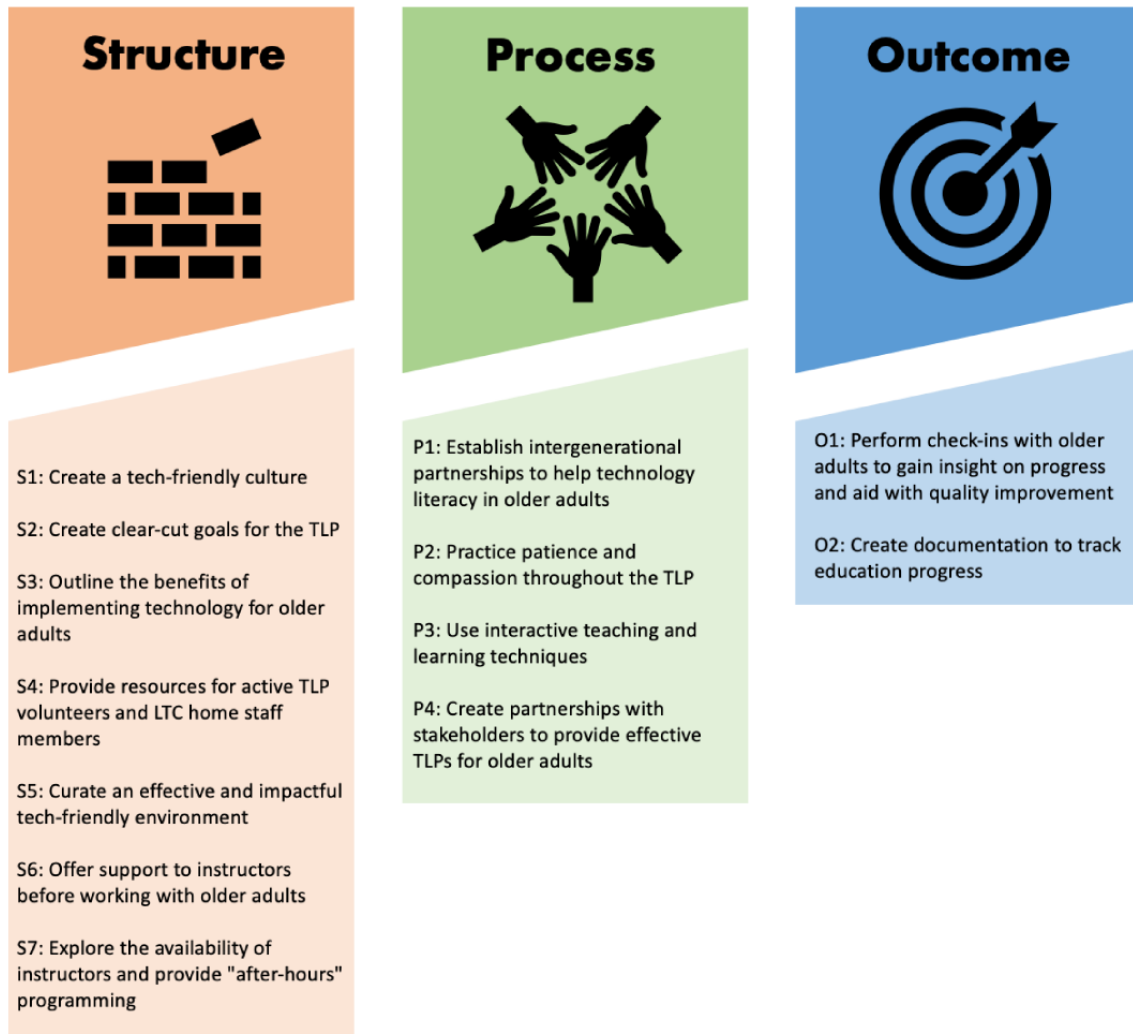 Structure
S1: Create a tech-friendly culture
S2: Create clear-cut goals for the TLP
S3: Outline the benefits of
implementing technology for older
adults
S4: Provide resources for active TLP
volunteers and LTC home staff
members
S5: Curate an effective and impactful
tech-friendly environment
S6: Offer support to instructors
before working with older adults
S7: Explore the availability of
instructors and provide "after-hours"
programming
Process
P1: Establish intergenerational
partnerships to help technology
literacy in older adults
P2: Practice patience and
compassion throughout the TLP
P3: Use interactive teaching and
learning techniques
P4: Create partnerships with
stakeholders to provide effective
TLPs for older adults
Outcome
O1: Perform check-ins with older
adults to gain insight on progress
and aid with quality improvement
O2: Create documentation to track
education progress